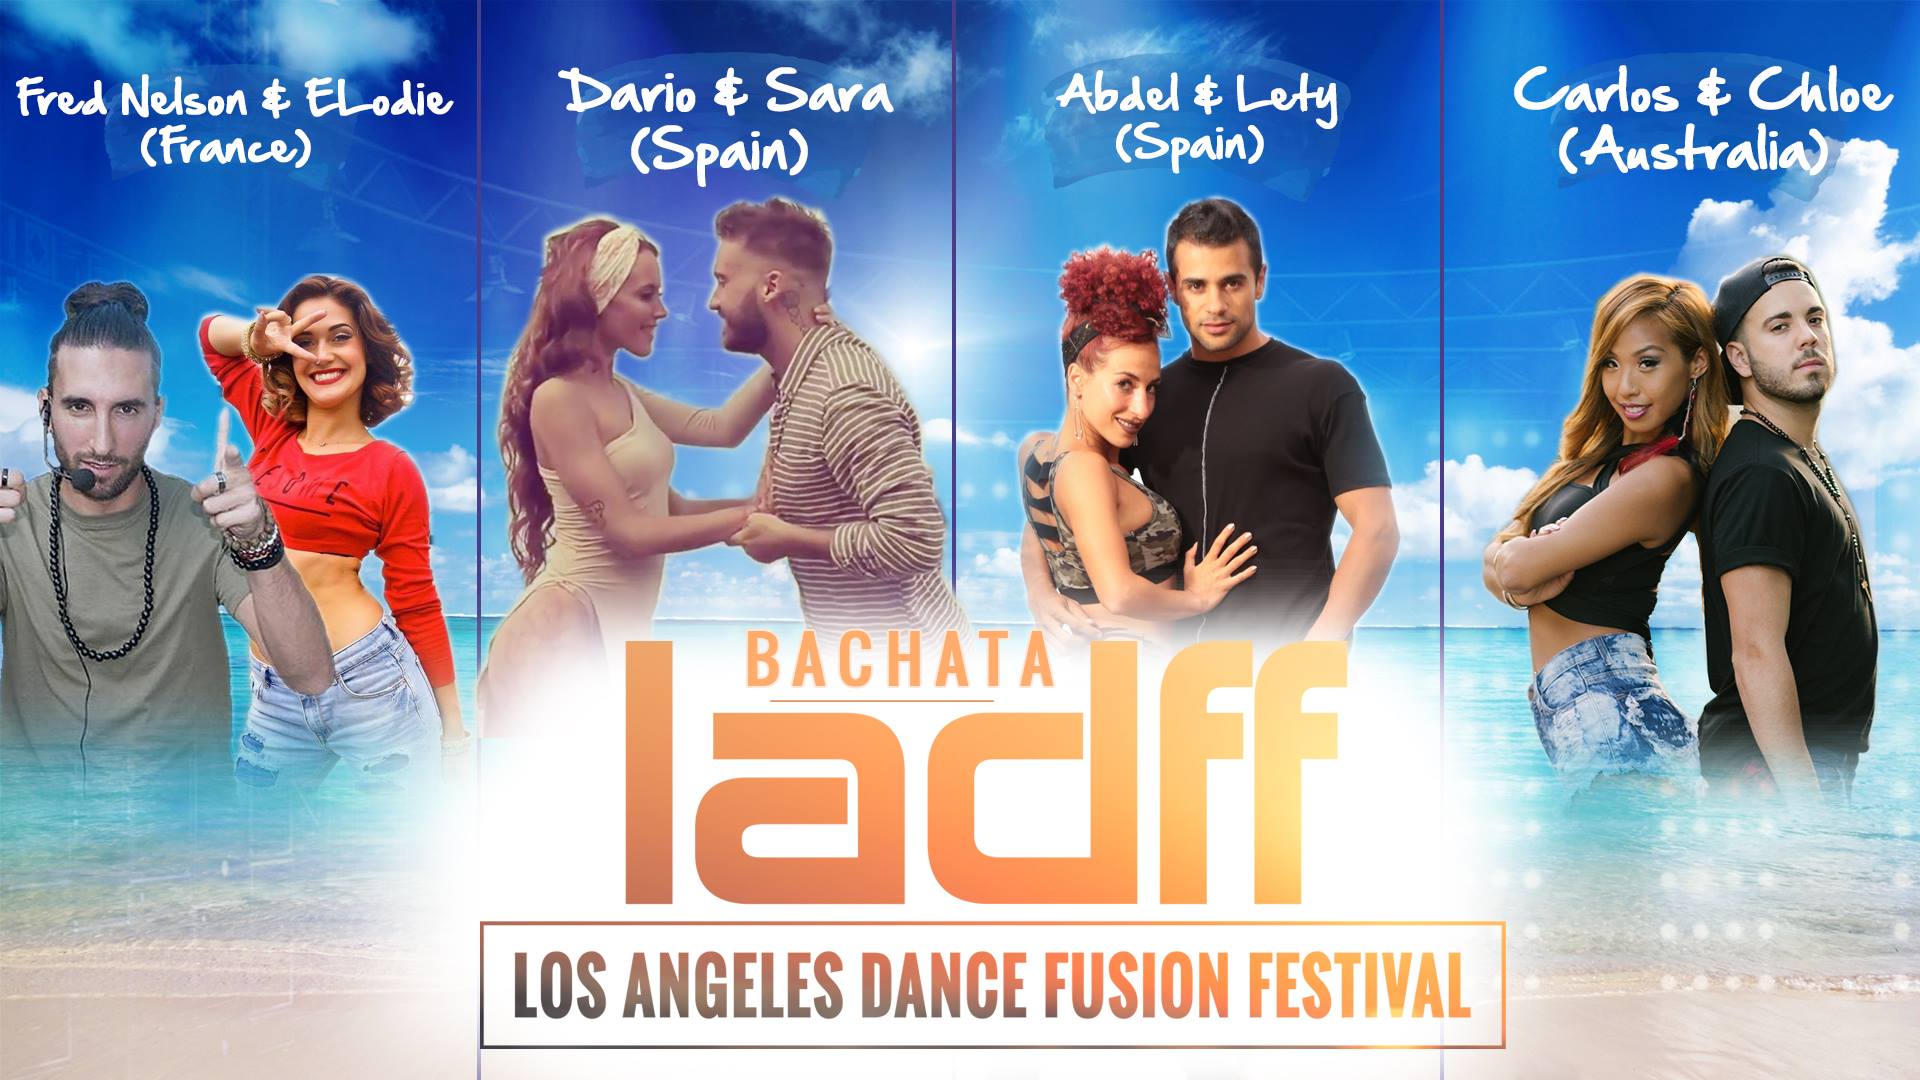 Fred Nelson & ELodie
(France)
Dario & Sara
(Spain)
Abdel & Lety
(Spain)
Carlos & Chloe
(Australia)
BACHATA
ladff
LOS ANGELES DANCE FUSION FESTIVAL